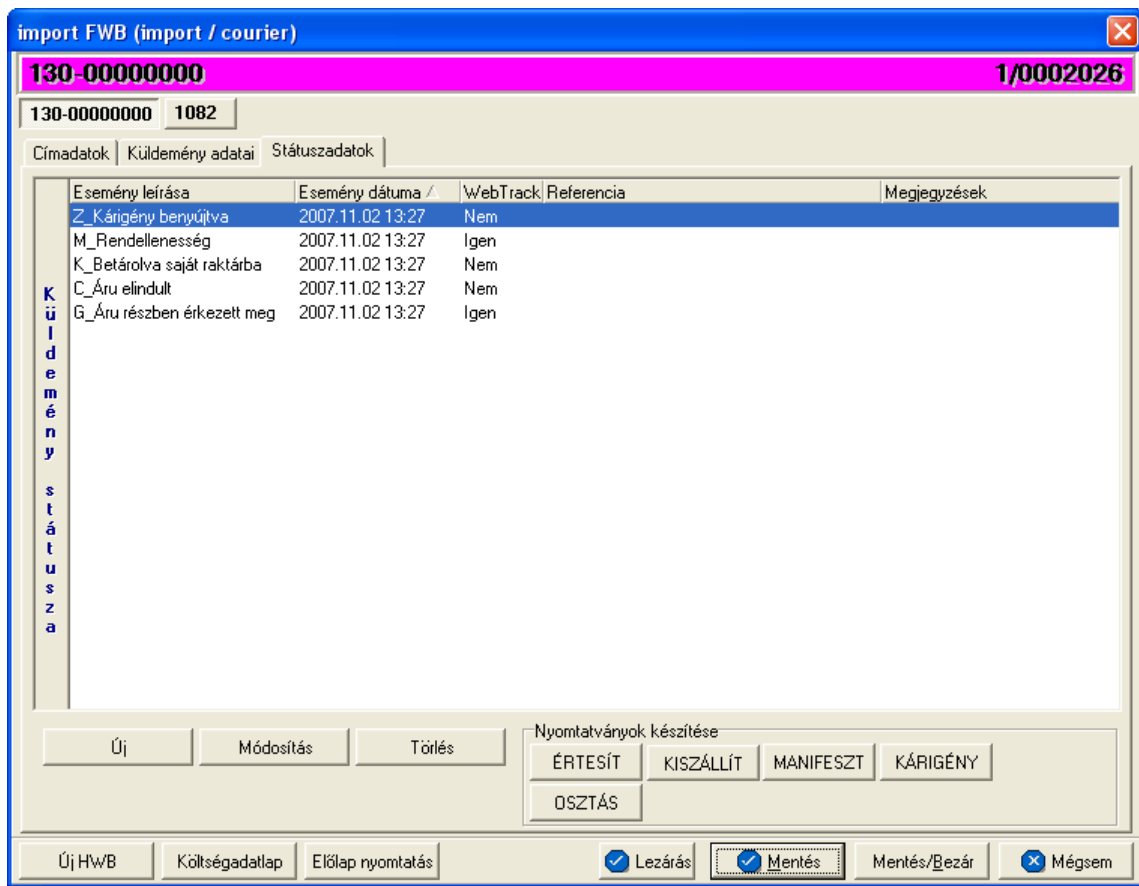 import FWB (import / courier)
130-00000000 1/0002026
130-00000000 1082
Címadatok Küldemény adatai Státuszadatok
Esemény leírása Esemény dátuma WebTrack Referencia Megjegyzések
Z_Kárigény benyújtva 2007.11.02 13:27 Nem
M_Rendellenesség 2007.11.02 13:27 Igen
K_Betárolva saját raktárba 2007.11.02 13:27 Nem
C_Áru elindult 2007.11.02 13:27 Nem
G_Áru részben érkezett meg 2007.11.02 13:27 Igen
Küldemény státusza
Új Módosítás Törlés
Nyomtatványok készítése
ÉRTESÍT KISZÁLLÍT MANIFESZT KÁRIGÉNY
OSZTÁS
Új HWB Költségadatlap Előlap nyomtatás Lezárás Mentés Mentés/Bezár Mégsem